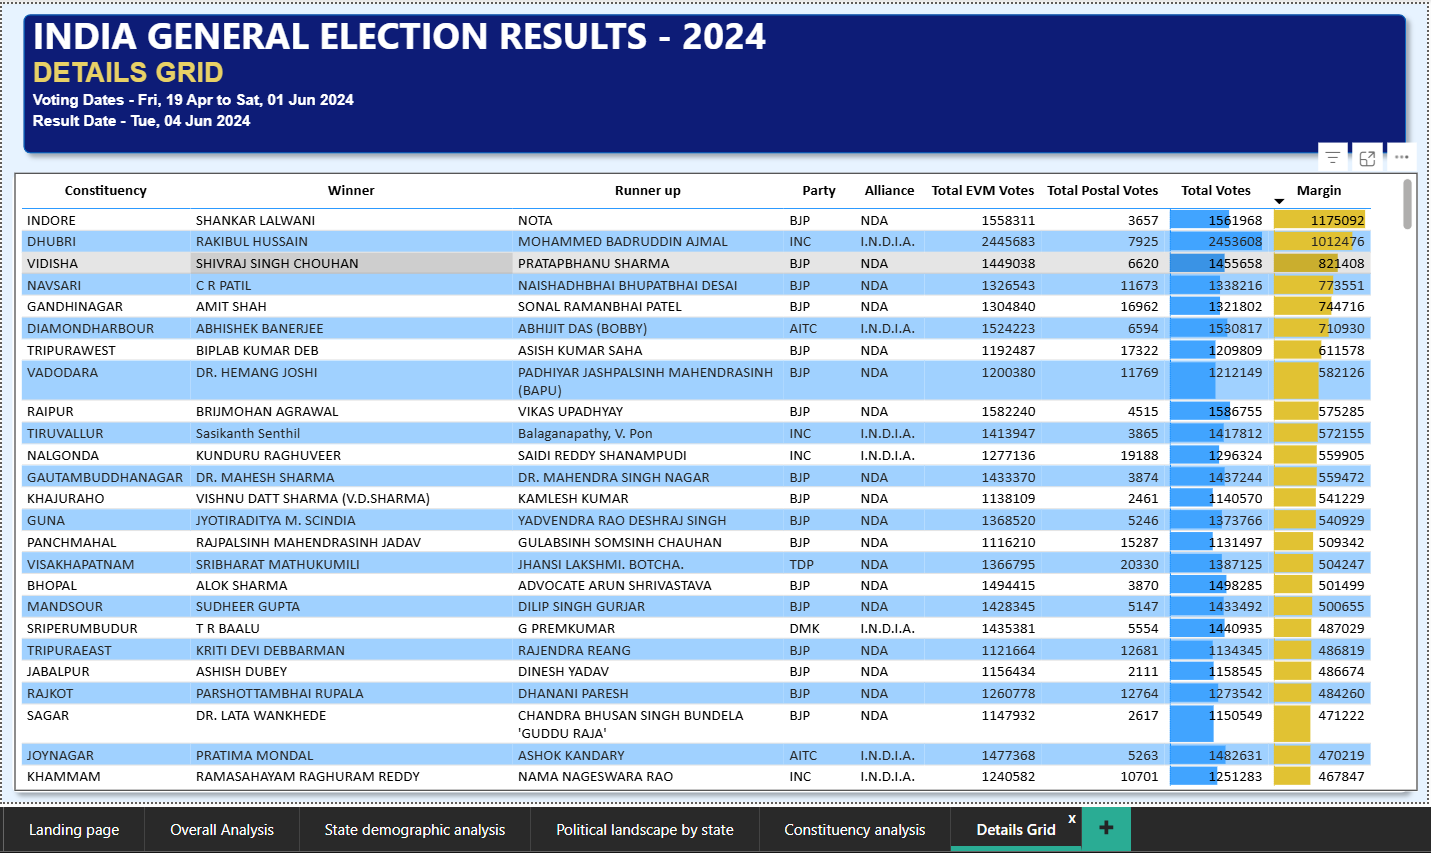 INDIA GENERAL ELECTION RESULTS - 2024
DETAILS GRID
Voting Dates - Fri, 19 Apr to Sat, 01 Jun 2024
Result Date - Tue, 04 Jun 2024
Constituency Winner Runner up Party Alliance Total EVM Votes Total Postal Votes Total Votes Margin
INDORE SHANKAR LALWANI NOTA BJP NDA 1558311 3657 1561968 1175092
DHUBRI RAKIBUL HUSSAIN MOHAMMED BADRUDDIN AJMAL INC I.N.D.I.A. 2445683 7925 2453608 1012476
VIDISHA SHIVRAJ SINGH CHOUHAN PRATAPBHANU SHARMA BJP NDA 1449038 6620 1455658 821408
NAVSARI C R PATIL NAISHADHBHAI BHUPATBHAI DESAI BJP NDA 1326543 11673 1338216 773551
GANDHINAGAR AMIT SHAH SONAL RAMANBHAI PATEL BJP NDA 1304840 16962 1321802 744716
DIAMONDHARBOUR ABHISHEK BANERJEE ABHIJIT DAS (BOBBY) AITC I.N.D.I.A. 1524223 6594 1530817 710930
TRIPURAWEST BIPLAB KUMAR DEB ASISH KUMAR SAHA BJP NDA 1192487 17322 1209809 611578
VADODARA DR. HEMANG JOSHI PADHIYAR JASHPALSINH MAHENDRASINH BJP NDA 1200380 11769 1212149 582126
(BAPU)
RAIPUR BRIJMOHAN AGRAWAL VIKAS UPADHYAY BJP NDA 1582240 4515 1586755 575285
TIRUVALLUR Sasikanth Senthil Balaganapathy, V. Pon INC I.N.D.I.A. 1413947 3865 1417812 572155
NALGONDA KUNDURU RAGHUVEER SAIDI REDDY SHANAMPUDI INC I.N.D.I.A. 1277136 19188 1296324 559905
GAUTAMBUDDHANAGAR DR. MAHESH SHARMA DR. MAHENDRA SINGH NAGAR BJP NDA 1433370 3874 1437244 559472
KHAJURAHO VISHNU DATT SHARMA (V.D.SHARMA) KAMLESH KUMAR BJP NDA 1138109 2461 1140570 541229
GUNA JYOTIRADITYA M. SCINDIA YADVENDRA RAO DESHRAJ SINGH BJP NDA 1368520 5246 1373766 540929
PANCHMAHAL RAJPALSINH MAHENDRASINH JADAV GULABSINH SOMSINH CHAUHAN BJP NDA 1116210 15287 1131497 509342
VISAKHAPATNAM SRIBHARAT MATHUKUMILI JHANSI LAKSHMI. BOTCHA. TDP NDA 1366795 20330 1387125 504247
BHOPAL ALOK SHARMA ADVOCATE ARUN SHRIVASTAVA BJP NDA 1494415 3870 1498285 501499
MANDSOUR SUDHEER GUPTA DILIP SINGH GURJAR BJP NDA 1428345 5147 1433492 500655
SRIPERUMBUDUR T R BAALU G PREMKUMAR DMK I.N.D.I.A. 1435381 5554 1440935 487029
TRIPURAEAST KRITI DEVI DEBBARMAN RAJENDRA REANG BJP NDA 1121664 12681 1134345 486819
JABALPUR ASHISH DUBEY DINESH YADAV BJP NDA 1156434 2111 1158545 486674
RAJKOT PARSHOTTAMBHAI RUPALA DHANANI PARESH BJP NDA 1260778 12764 1273542 484260
SAGAR DR. LATA WANKHEDE CHANDRA BHUSAN SINGH BUNDELA BJP NDA 1147932 2617 1150549 471222
'GUDDU RAJA'
JOYNAGAR PRATIMA MONDAL ASHOK KANDARY AITC I.N.D.I.A. 1477368 5263 1482631 470219
KHAMMAM RAMASAHAYAM RAGHURAM REDDY NAMA NAGESWARA RAO INC I.N.D.I.A. 1240582 10701 1251283 467847
Landing page Overall Analysis State demographic analysis Political landscape by state Constituency analysis Details Grid x +